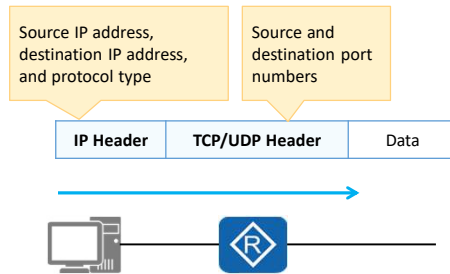 Source IP address,
destination IP address,
and protocol type
Source and
destination port
numbers
IP Header
TCP/UDP Header
Data
R